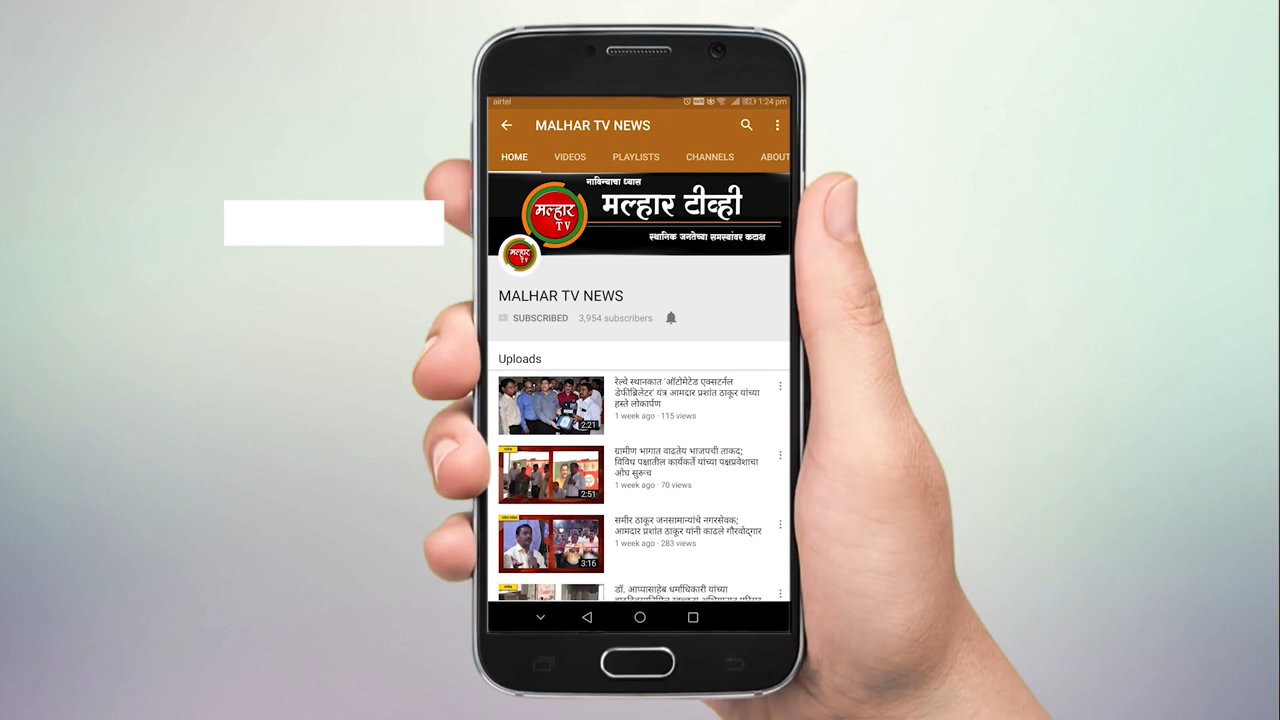 airtel
1:24 pm
MALHAR TV NEWS
HOME VIDEOS PLAYLISTS CHANNELS ABOUT
नाविन्याचा ध्यास
मल्हार टीव्ही
मल्हार
TV
स्थानिक जनतेच्या समस्यांवर कटाक्ष
मल्हार
TV
MALHAR TV NEWS
SUBSCRIBED 3,954 subscribers
Uploads
रेल्वे स्थानकात 'ऑटोमेटेड एक्सटर्नल
डेफीब्रिलेटर' यंत्र आमदार प्रशांत ठाकूर यांच्या
हस्ते लोकार्पण
1 week ago · 115 views
2:21
ग्रामीण भागात वाढतेय भाजपची ताकद;
विविध पक्षातील कार्यकर्ते यांच्या पक्षप्रवेशाचा
ओघ सुरूच
1 week ago · 70 views
2:51
समीर ठाकूर जनसामान्यांचे नगरसेवक;
आमदार प्रशांत ठाकूर यांनी काढले गौरवोद्गार
1 week ago · 283 views
3:16
डॉ. आप्पासाहेब धर्माधिकारी यांच्या